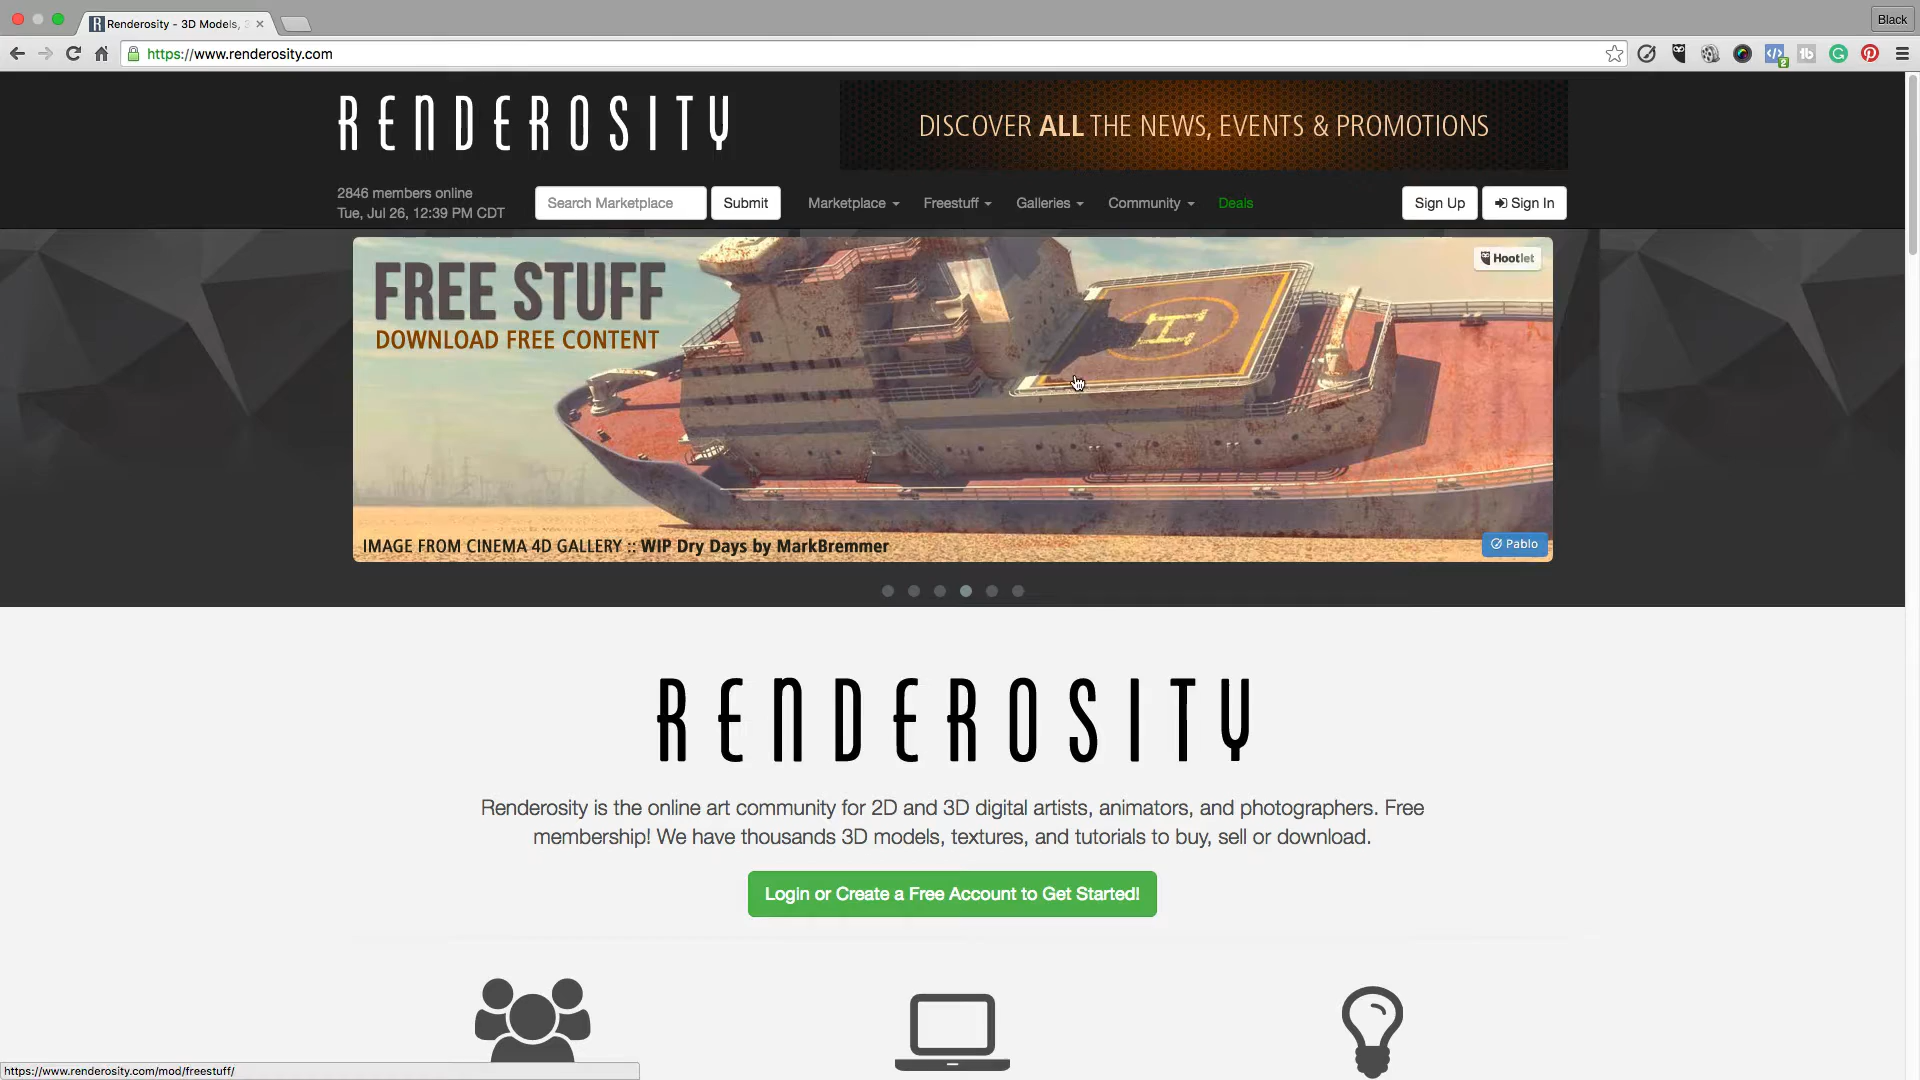 Renderosity - 3D Models, 
Black
https://www.renderosity.com
2
RENDEROSITY
DISCOVER ALL THE NEWS, EVENTS & PROMOTIONS
2846 members online
Tue, Jul 26, 12:39 PM CDT
Search Marketplace
Submit
Marketplace
Freestuff
Galleries
Community
Deals
Sign Up
Sign In
FREE STUFF
DOWNLOAD FREE CONTENT
Hootlet
H
IMAGE FROM CINEMA 4D GALLERY :: WIP Dry Days by MarkBremmer
Pablo
RENDEROSITY
Renderosity is the online art community for 2D and 3D digital artists, animators, and photographers. Free
membership! We have thousands 3D models, textures, and tutorials to buy, sell or download.
Login or Create a Free Account to Get Started!
https://www.renderosity.com/mod/freestuff/